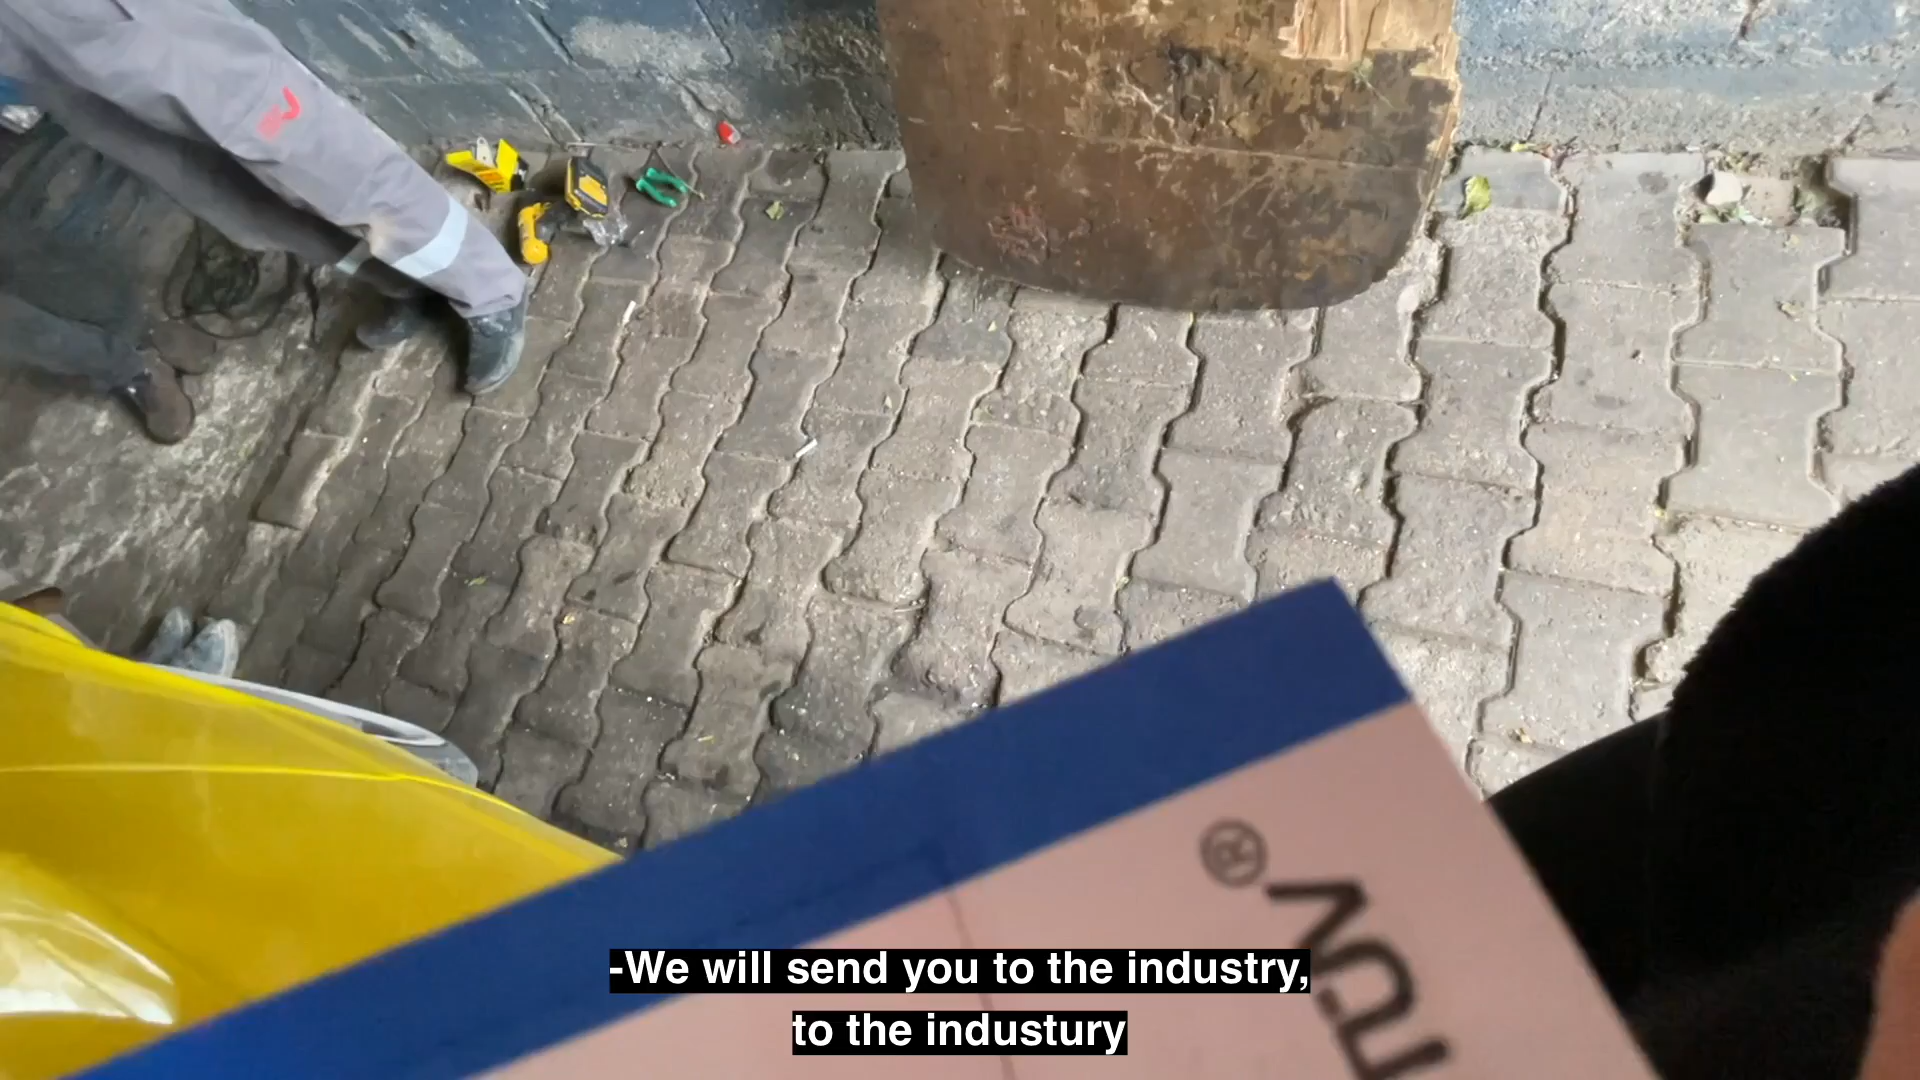 -We will send you to the industry,
to the industury
®